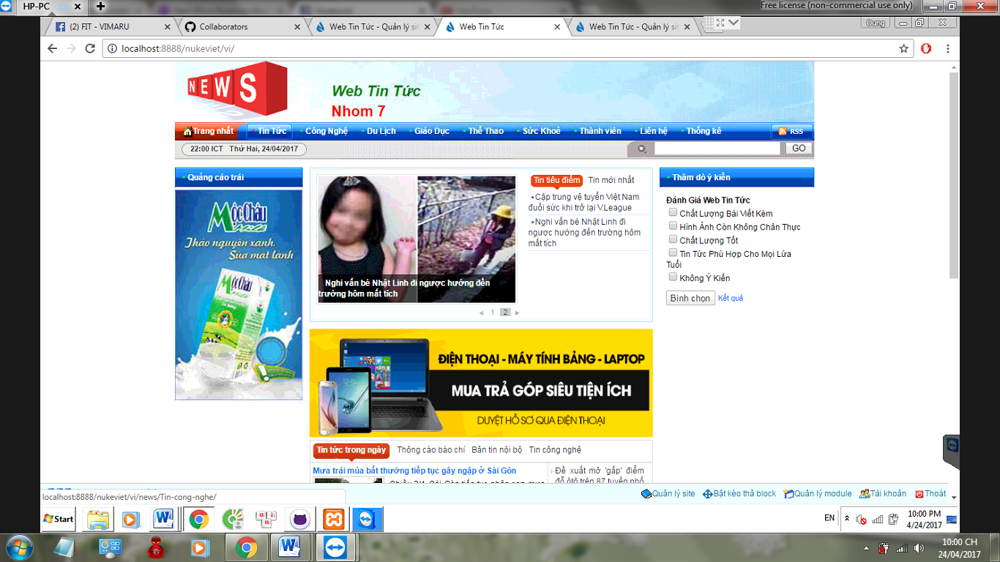 HP-PC
Free license (non-commercial use only)
(2) FIT - VIMARU
Collaborators
Web Tin Tức - Quản lý sit
Web Tin Tức
Web Tin Tức - Quản lý sit
Dung
localhost:8888/nukeviet/vi/
NEWS
Web Tin Tức
Nhom 7
Trang nhất
Tin Tức
Công Nghệ
Du Lịch
Giáo Dục
Thể Thao
Sức Khoẻ
Thành viên
Liên hệ
Thống kê
RSS
22:00 ICT Thứ Hai, 24/04/2017
GO
Quảng cáo trái
MộcChâu
Milk
Thảo nguyên xanh,
Sữa mát lành
MộcChâu
Nghi vấn bé Nhật Linh đi ngược hướng đến
trường hôm mất tích
1 2
Tin tiêu điểm
Tin mới nhất
Cặp trung vệ tuyển Việt Nam
đuối sức khi trở lại V.League
Nghi vấn bé Nhật Linh đi
ngược hướng đến trường hôm
mất tích
Thăm dò ý kiến
Đánh Giá Web Tin Tức
Chất Lượng Bài Viết Kém
Hình Ảnh Còn Không Chân Thực
Chất Lượng Tốt
Tin Tức Phù Hợp Cho Mọi Lứa
Tuổi
Không Ý Kiến
Bình chọn
Kết quả
ĐIỆN THOẠI - MÁY TÍNH BẢNG - LAPTOP
MUA TRẢ GÓP SIÊU TIỆN ÍCH
DUYỆT HỒ SƠ QUA ĐIỆN THOẠI
Tin tức trong ngày
Thông cáo báo chí
Bản tin nội bộ
Tin công nghệ
Mưa trái mùa bất thường tiếp tục gây ngập ở Sài Gòn
Đề xuất mở 'gấp' điểm
đỗ ôtô trên 87 tuyến phố
localhost:8888/nukeviet/vi/news/Tin-cong-nghe/
Quản lý site
Bật kéo thả block
Quản lý module
Tài khoản
Thoát
Start
EN
10:00 PM
4/24/2017
10:00 CH
24/04/2017